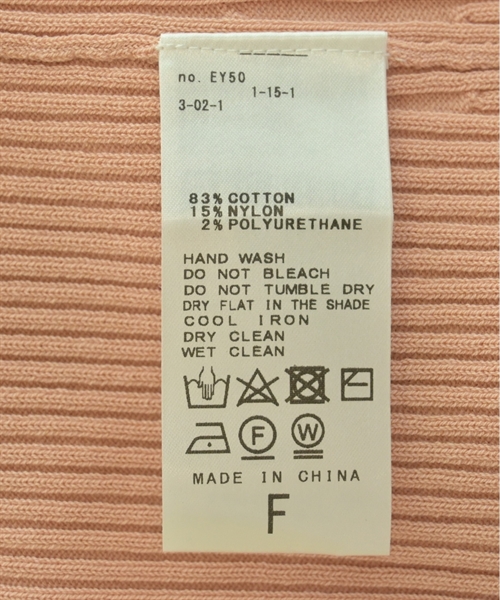 no. EY50
1-15-1
3-02-1
83% COTTON
15% NYLON
2% POLYURETHANE
HAND WASH
DO NOT BLEACH
DO NOT TUMBLE DRY
DRY FLAT IN THE SHADE
COOL IRON
DRY CLEAN
WET CLEAN
F W
MADE IN CHINA
F